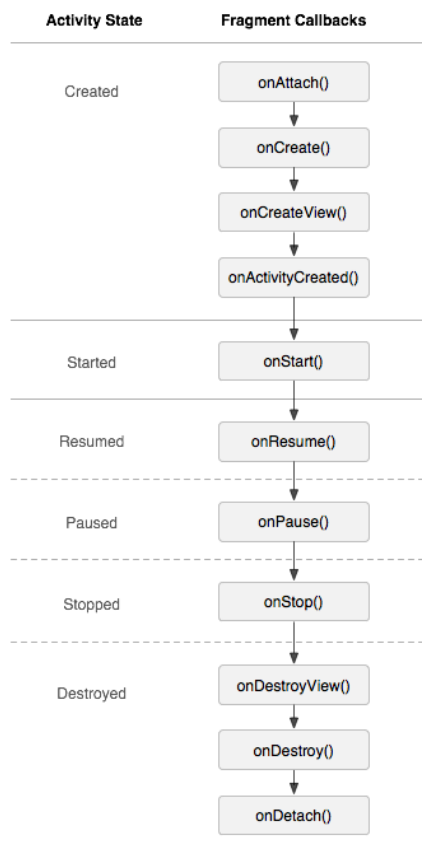 Activity State Fragment Callbacks
Created
onAttach()
onCreate()
onCreateView()
onActivityCreated()
Started
onStart()
Resumed
onResume()
Paused
onPause()
Stopped
onStop()
Destroyed
onDestroyView()
onDestroy()
onDetach()